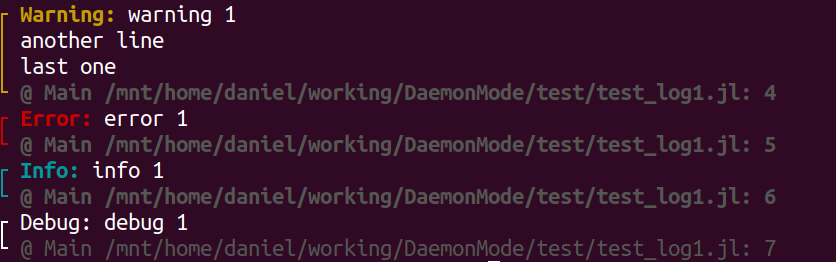 Warning: warning 1
another line
last one
@ Main /mnt/home/daniel/working/DaemonMode/test/test_log1.jl: 4
Error: error 1
@ Main /mnt/home/daniel/working/DaemonMode/test/test_log1.jl: 5
Info: info 1
@ Main /mnt/home/daniel/working/DaemonMode/test/test_log1.jl: 6
Debug: debug 1
@ Main /mnt/home/daniel/working/DaemonMode/test/test_log1.jl: 7